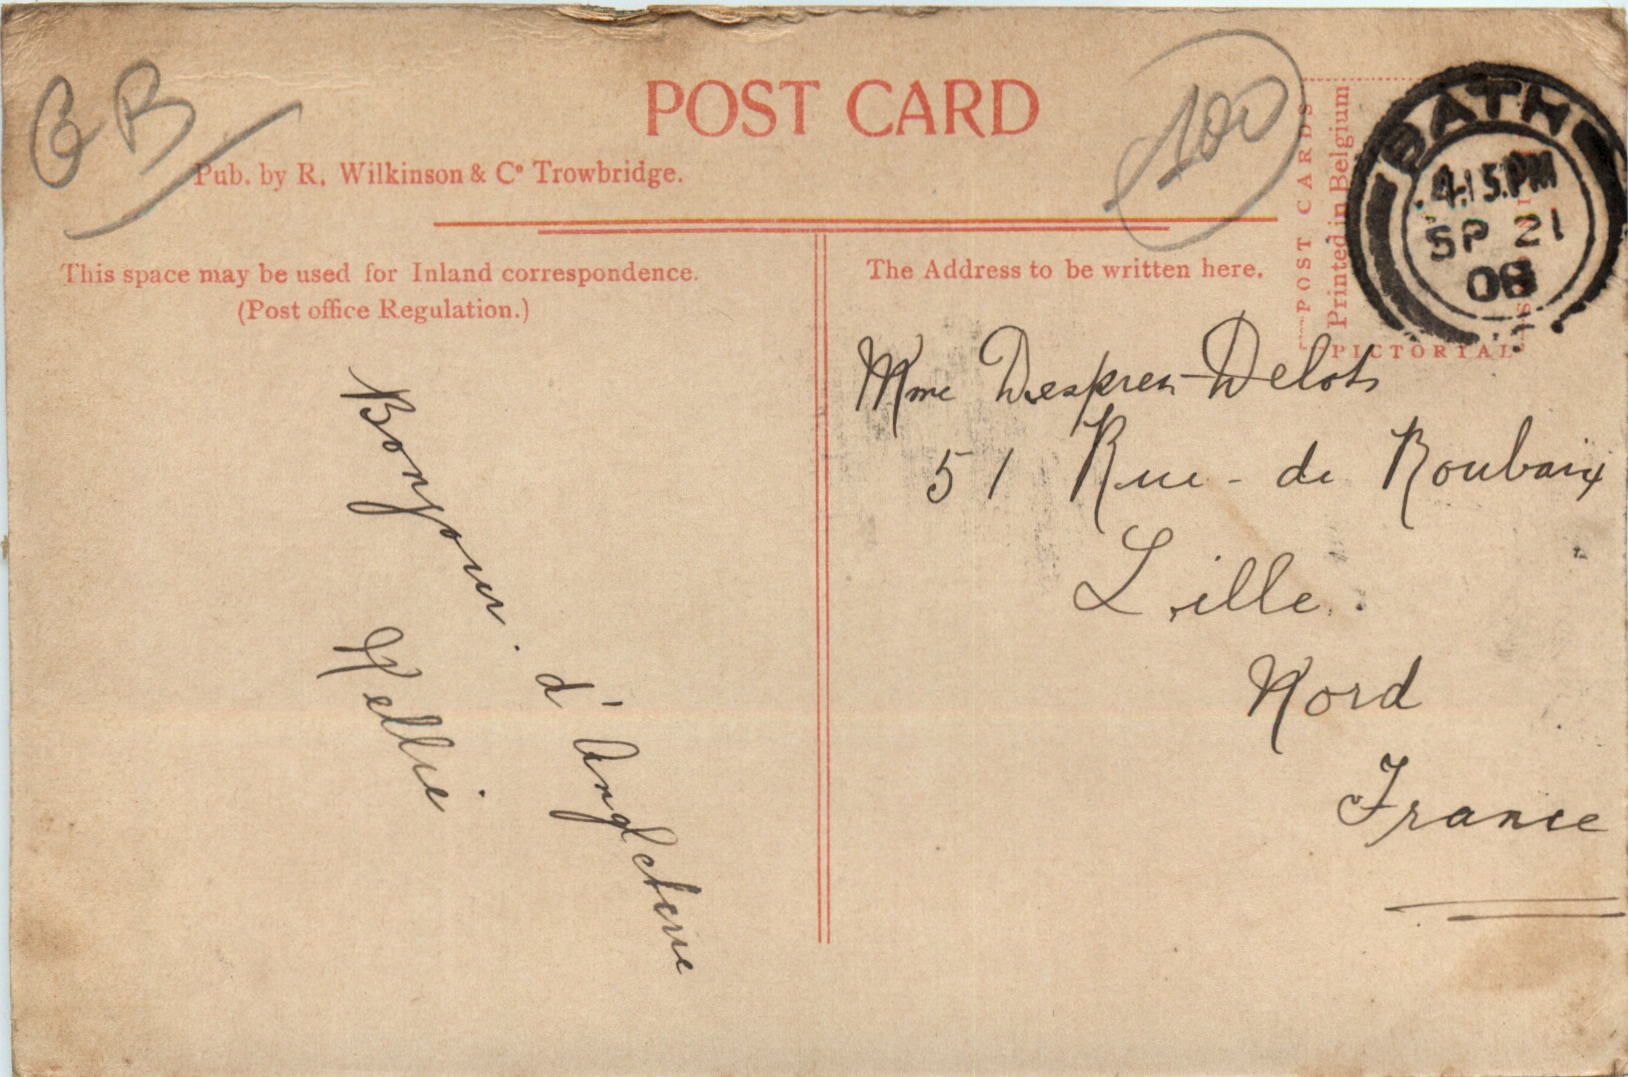 GB
POST CARD
100
Pub. by R. Wilkinson & Co Trowbridge.
BATH
4.15 PM
SP 21
08
POST CARDS
Printed in Belgium
PICTORIAL
This space may be used for Inland correspondence.
(Post office Regulation.)
The Address to be written here.
Bonjour d'Angleterre
Nellie
Mme Desprez-Delots
51 Rue - de Roubaix
Lille.
Nord
France